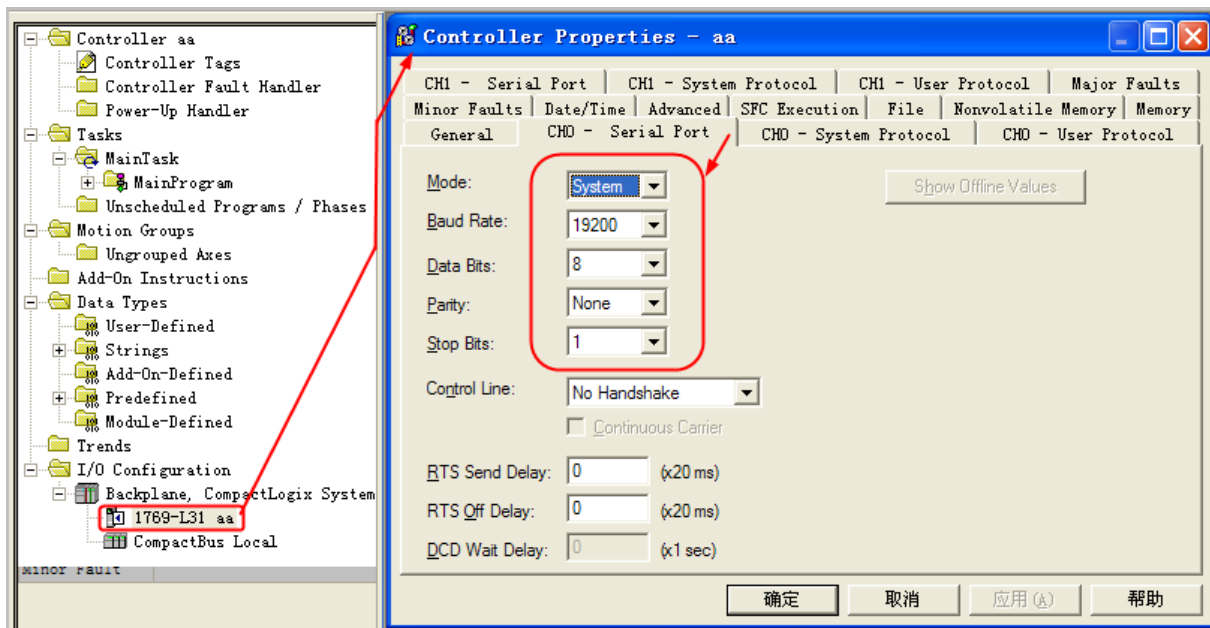 Controller aa
Controller Tags
Controller Fault Handler
Power-Up Handler
Tasks
MainTask
MainProgram
Unscheduled Programs / Phases
Motion Groups
Ungrouped Axes
Add-On Instructions
Data Types
User-Defined
Strings
Add-On-Defined
Predefined
Module-Defined
Trends
I/O Configuration
Backplane, CompactLogix System
1769-L31 aa
CompactBus Local
Minor Fault
Controller Properties - aa
CH1 - Serial Port
CH1 - System Protocol
CH1 - User Protocol
Major Faults
Minor Faults
Date/Time
Advanced
SFC Execution
File
Nonvolatile Memory
Memory
General
CH0 - Serial Port
CH0 - System Protocol
CH0 - User Protocol
Mode:
System
Show Offline Values
Baud Rate:
19200
Data Bits:
8
Parity:
None
Stop Bits:
1
Control Line:
No Handshake
Continuous Carrier
RTS Send Delay:
0
(x20 ms)
RTS Off Delay:
0
(x20 ms)
DCD Wait Delay:
0
(x1 sec)
确定
取消
应用(A)
帮助